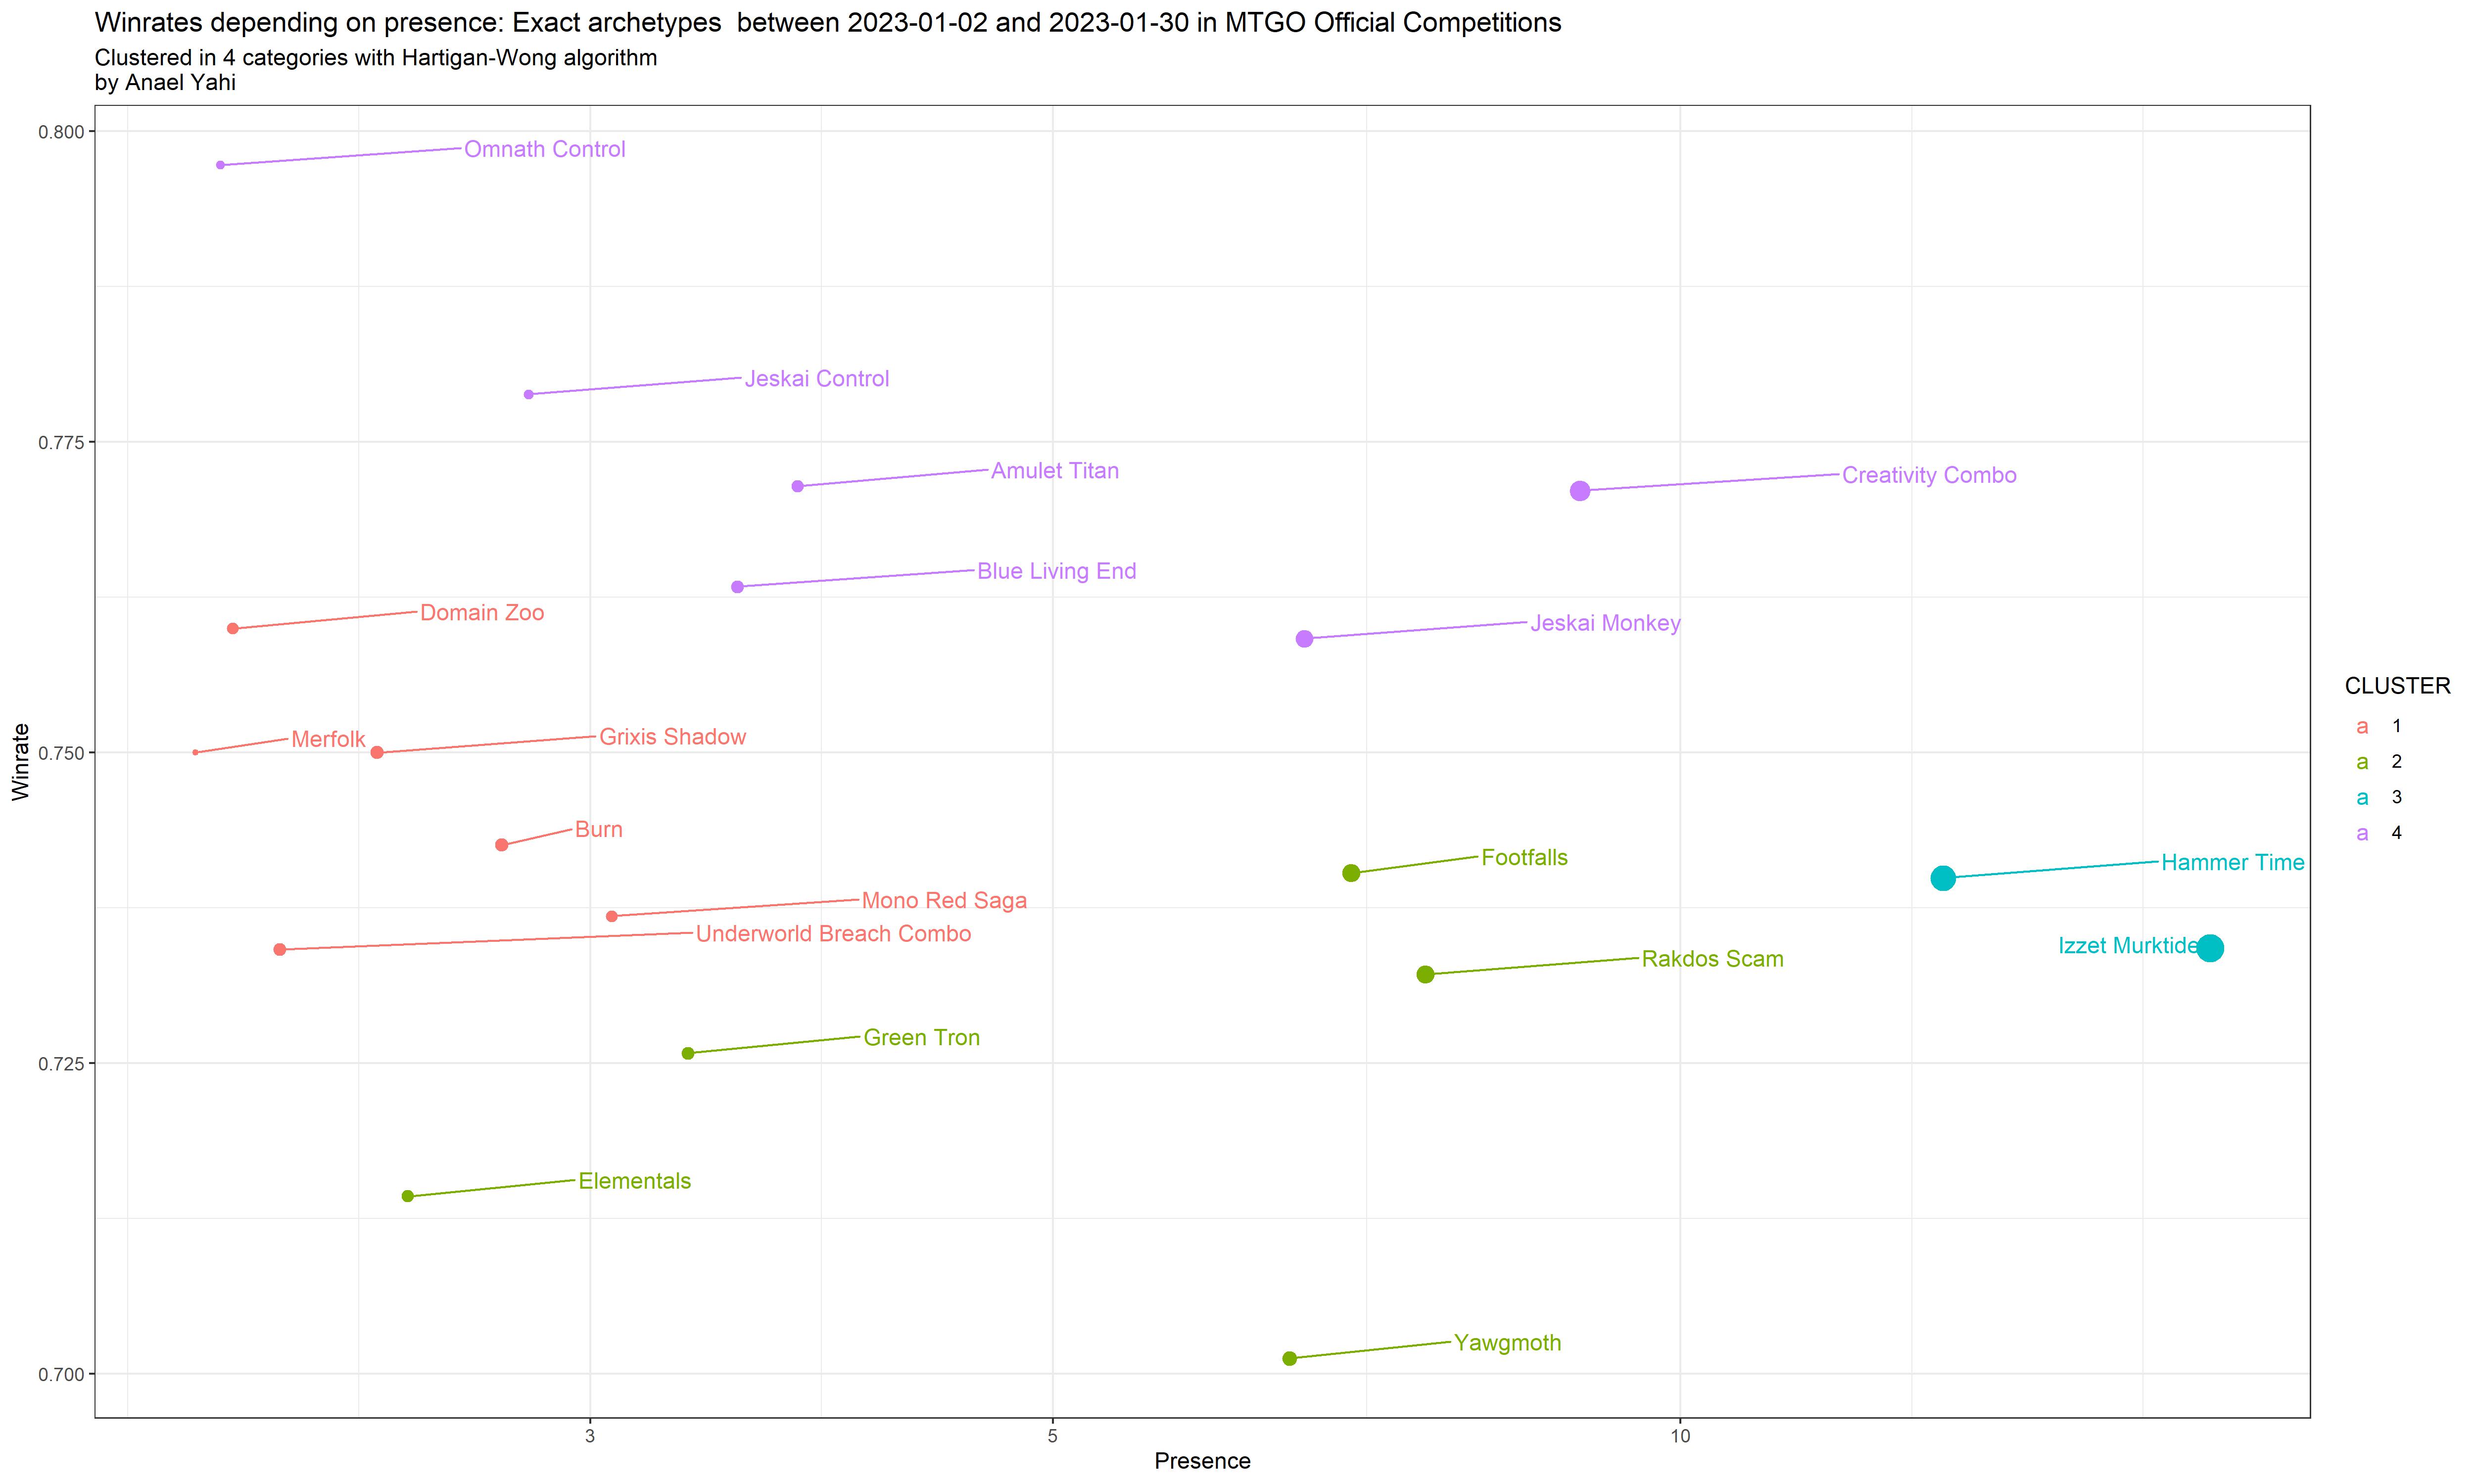 Winrates depending on presence: Exact archetypes  between 2023-01-02 and 2023-01-30 in MTGO Official Competitions
Clustered in 4 categories with Hartigan-Wong algorithm
by Anael Yahi
0.800
Omnath Control
Jeskai Control
0.775
Amulet Titan
Creativity Combo
Blue Living End
Domain Zoo
Jeskai Monkey
CLUSTER
a 1
a 2
a 3
a 4
Winrate
0.750
Merfolk
Grixis Shadow
Burn
Footfalls
Hammer Time
Mono Red Saga
Underworld Breach Combo
Izzet Murktide
Rakdos Scam
Green Tron
0.725
Elementals
Yawgmoth
0.700
3
5
10
Presence